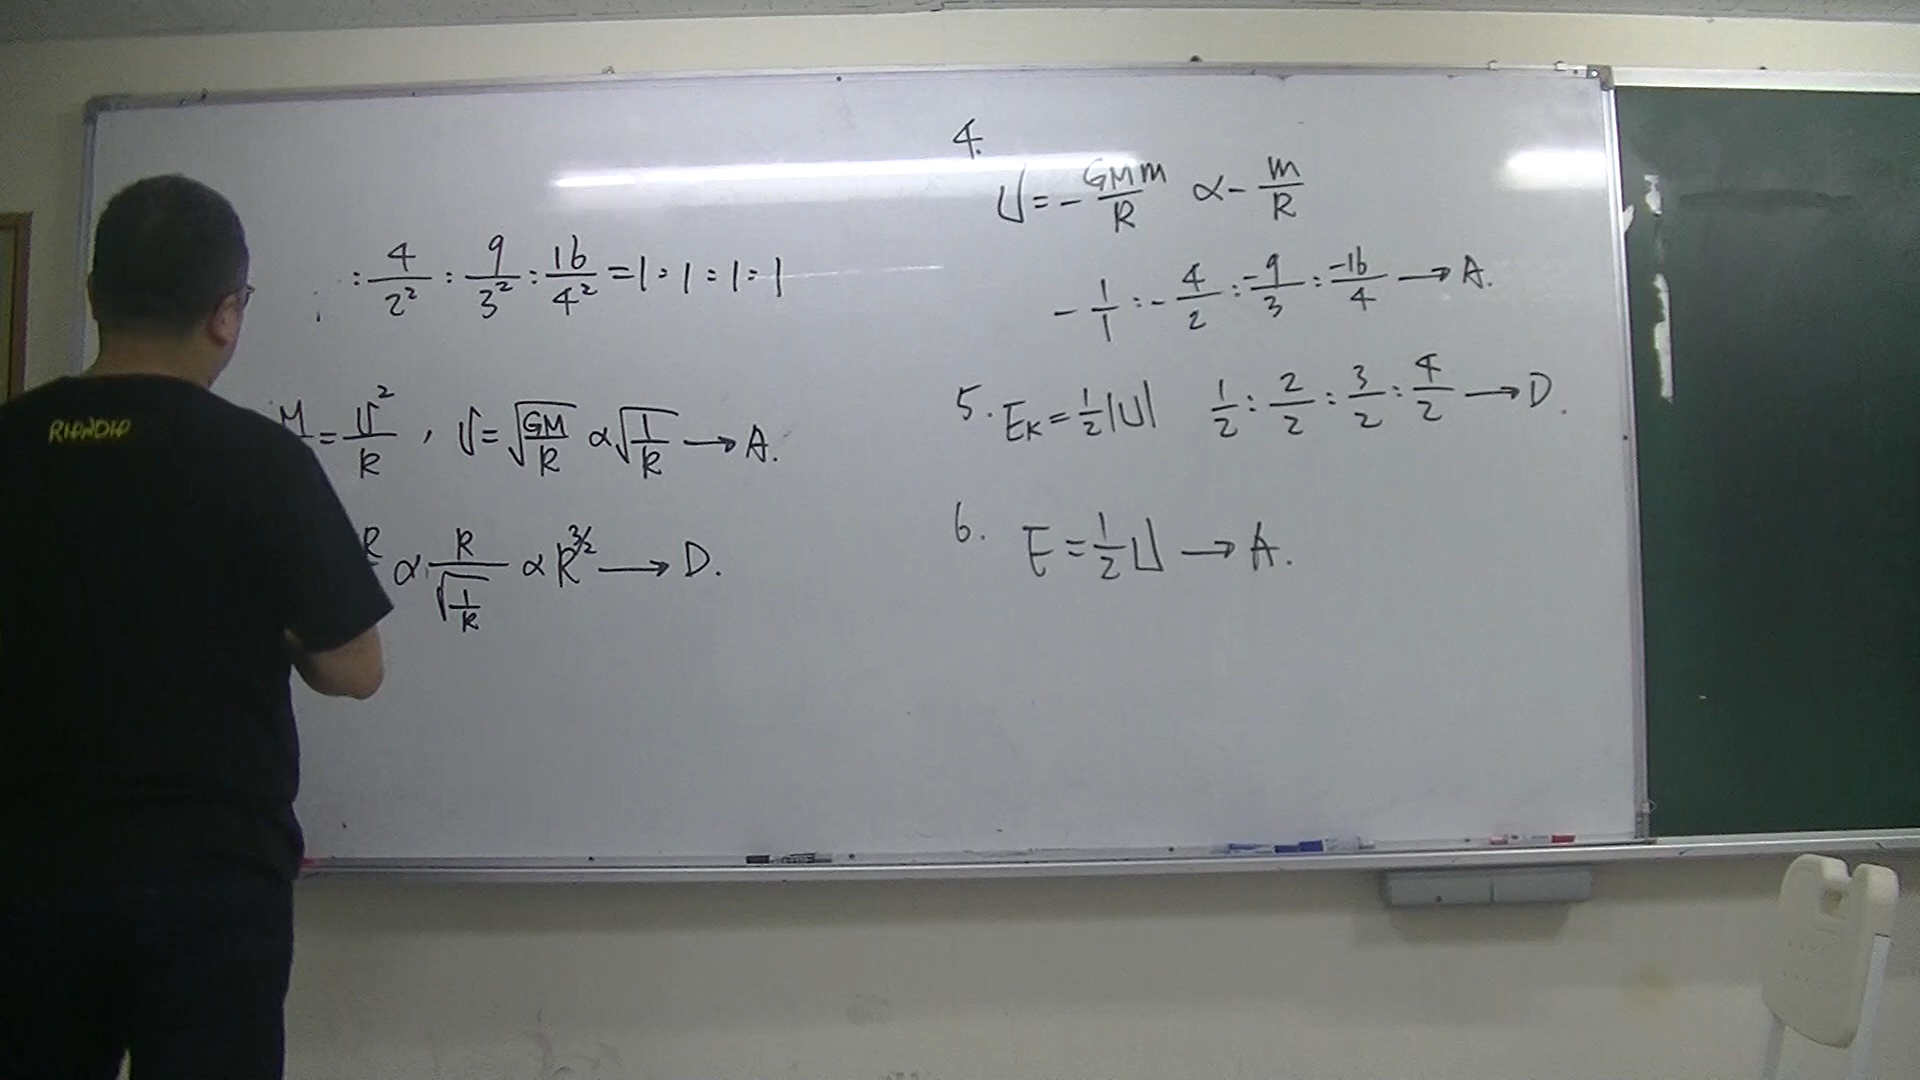 : 4/2² : 9/3² : 16/4² = 1 : 1 : 1 : 1
M = v²/R , v = √(GM/R) ∝ √(1/R) → A.
R ∝ R/√(1/R) ∝ R^(3/2) → D.
4.
U = - GMm/R ∝ - m/R
- 1/1 : - 4/2 : -9/3 : -16/4 → A.
5. EK = 1/2 |U| 1/2 : 2/2 : 3/2 : 4/2 → D.
6. E = 1/2 U → A.